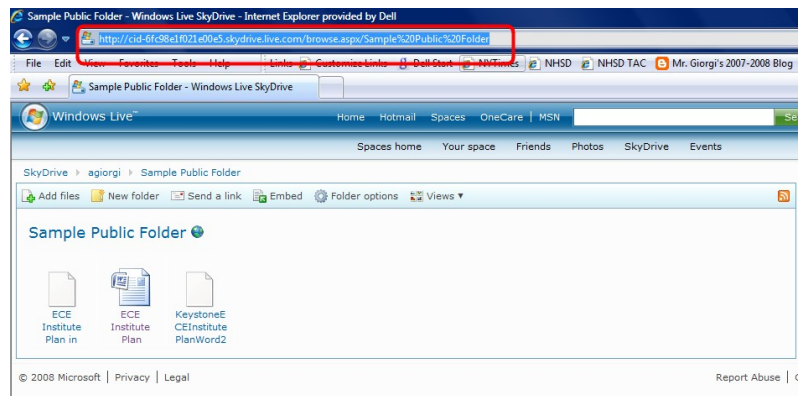 Sample Public Folder - Windows Live SkyDrive - Internet Explorer provided by Dell
http://cid-6fc98e1f021e00e5.skydrive.live.com/browse.aspx/Sample%20Public%20Folder
File Edit View Favorites Tools Help Links Customize Links Dell Start NYTimes NHSD NHSD TAC Mr. Giorgi's 2007-2008 Blog
Sample Public Folder - Windows Live SkyDrive
Windows Live™ Home Hotmail Spaces OneCare | MSN Se
Spaces home Your space Friends Photos SkyDrive Events
SkyDrive agiorgi Sample Public Folder
Add files New folder Send a link Embed Folder options Views
Sample Public Folder
ECE Institute Plan in
ECE Institute Plan
KeystoneE CEInstitute PlanWord2
© 2008 Microsoft | Privacy | Legal Report Abuse |